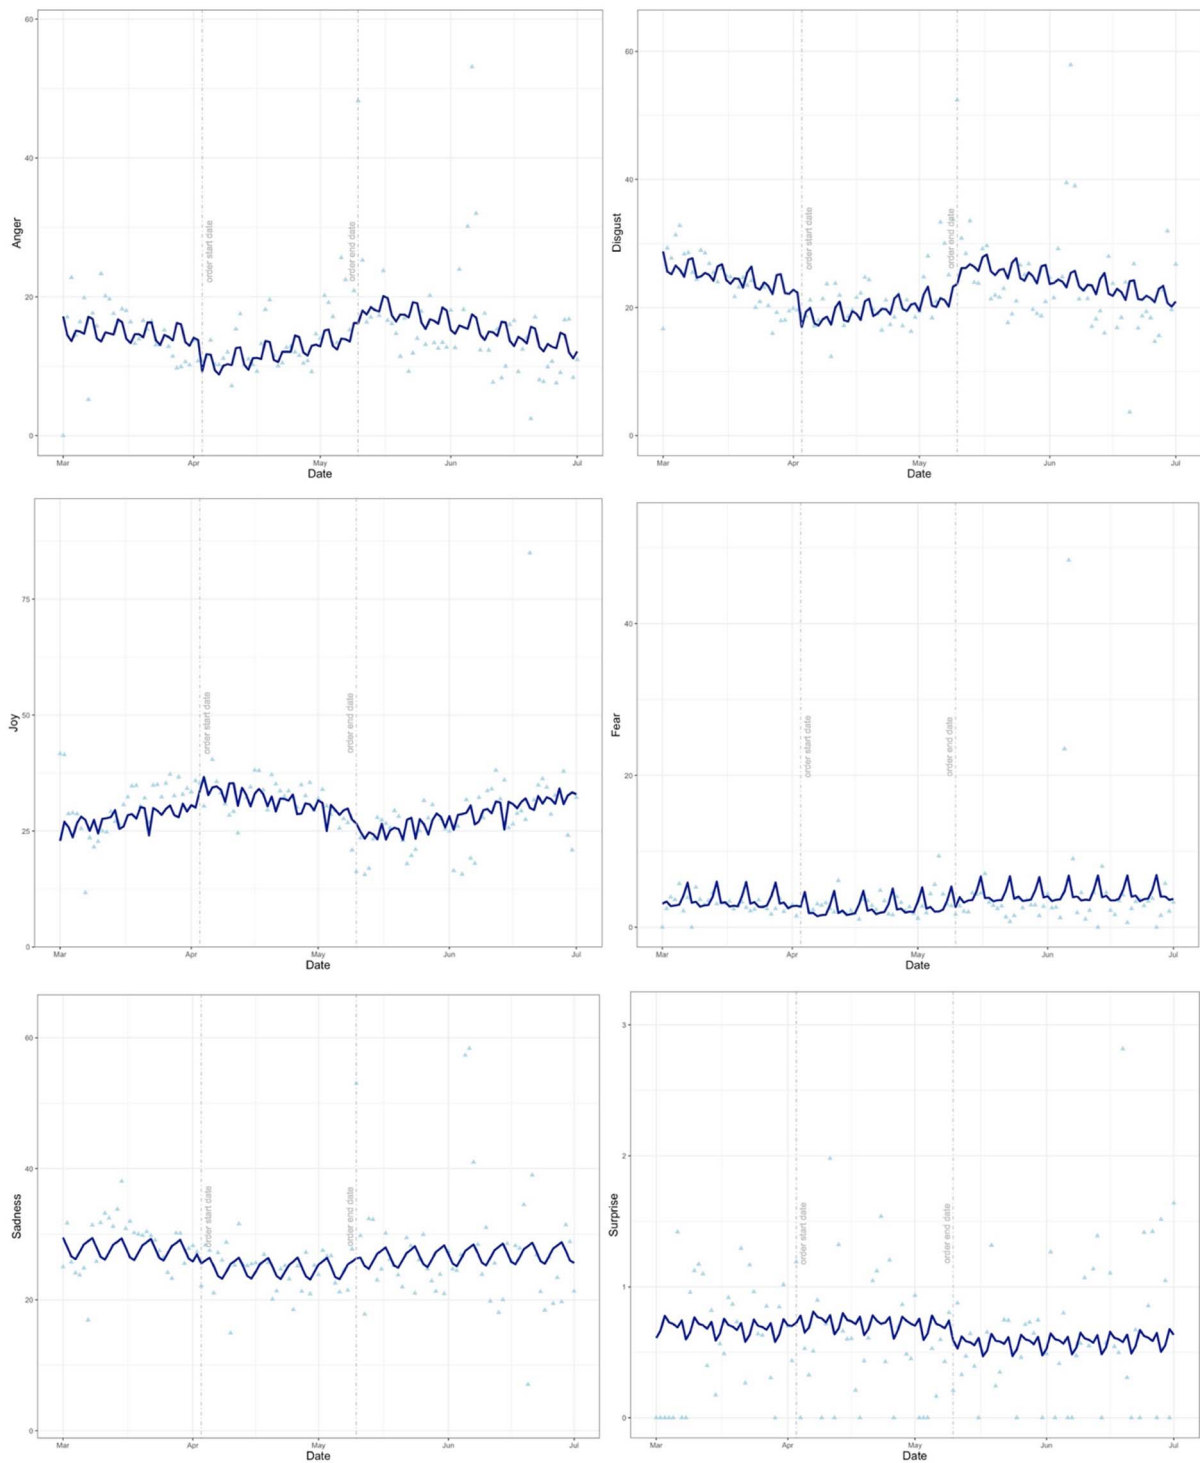 60
40
20
0
Anger
order start date
order end date
Mar
Apr
May
Jun
Jul
Date
60
40
20
0
Disgust
order start date
order end date
Mar
Apr
May
Jun
Jul
Date
75
50
25
0
Joy
order start date
order end date
Mar
Apr
May
Jun
Jul
Date
40
20
0
Fear
order start date
order end date
Mar
Apr
May
Jun
Jul
Date
60
40
20
0
Sadness
order start date
order end date
Mar
Apr
May
Jun
Jul
Date
3
2
1
0
Surprise
order start date
order end date
Mar
Apr
May
Jun
Jul
Date